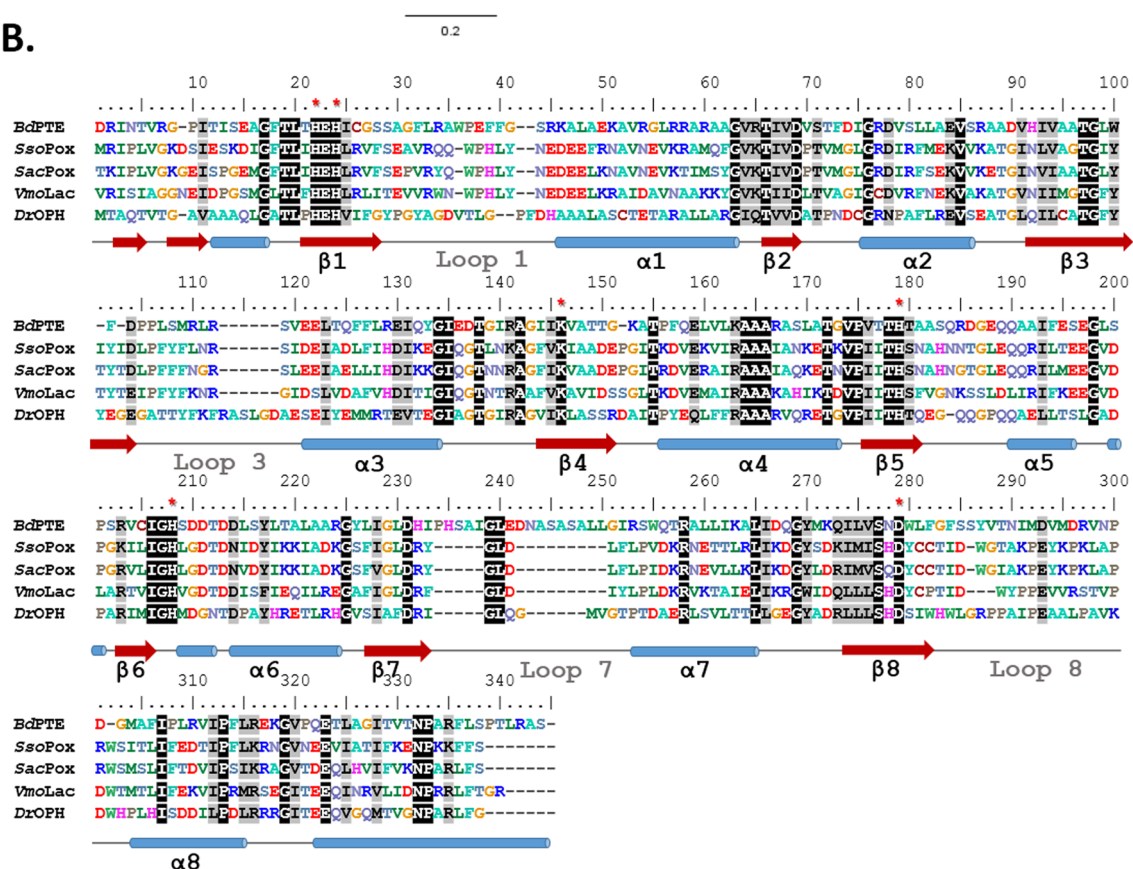 0.2
B.
10 20 30 40 50 60 70 80 90 100
* *
BdPTE DRINTVRG-PITISEAGFTLTHEHICGSSAGFLRAWPEFFG--SRKALAEKAVRGLRRARAAGVRTIVDVSTFDIGRDVSLLAEVSRAADVHIVAATGLW
SsoPox MRIPLVGKDSIESKDIGFTLIHEHLRVFSEAVRQQ-WPHLY--NEDEEFRNAVNEVKRAMQFGVKTIVDPTVMGLGRDIRFMEKVVKATGINLVAGTGIY
SacPox TKIPLVGKGEISPGEMGFTLIHEHLRVFSEPVRYQ-WPHLY--NEDEELKNAVNEVKTIMSYGVKTIVDPTVMGLGRDIRFSEKVVKETGINVIAATGLY
VmoLac VRISIAGGNEIDPGSMGLTLFHEHLRLITEVVRWN-WPHLY--NEDEELKRAIDAVNAAKKYGVKTIIDLTVAGIGCDVRFNEKVAKATGVNIIMGTGFY
DrOPH MTAQTVTG-AVAAAQLGATLPHEHVIFGYPGYAGDVTLG--PFDHAAALASCTETARALLARGIQTVVDATPNDCGRNPAFLREVSEATGLQILCATGFY
β1 Loop 1 α1 β2 α2 β3
110 120 130 140 150 160 170 180 190 200
* *
BdPTE -F-DPPLSMRLR------SVEELTQFFLREIQYGIEDTGIRAGIIKVATTG-KATPFQELVLKAAARASLATGVPVTTHTAASQRDGEQQAAIFESEGLS
SsoPox IYIDLPFYFLNR------SIDEIADLFIHDIKEGIQGTLNKAGFVKIAADEPGITKDVEKVIRAAAIANKETKVPIITHSNAHNNTGLEQQRILTEEGVD
SacPox TYTDLPFFFNG------RSLEEIAELLIHDIKKGIQGTNNRAGFIKVAADEPGITRDVERAIRAAAIAQKETNVPIITHSNAHNGTGLEQQRILMEEGVD
VmoLac TYTEIPFYFKNR------GIDSLVDAFVHDITIGIQGTNIRAAFVKAVIDSSGLTKDVEMAIRAAAKAHIKTDVPIITHSFVGNKSSLDLIRIFKEEGVD
DrOPH YEGEGATTYFKFRASLGDAESEIYEMMRTEVTEGIAGTGIRAGVIKLASSRDAITPYEQLFFRAAARVQRETGVPIITHTQEG-QQGPQQAELLTSLGAD
Loop 3 α3 β4 α4 β5 α5
210 220 230 240 250 260 270 280 290 300
* *
BdPTE PSRVCIGHSDDTDDLSYLTALAARGYLIGLDHIPHSAIGLEDNASASALLGIRSWQTRALLIKALIDQGYMKQILVSNDWLFGFSSYVTNIMDVMDRVNP
SsoPox PGKILIGHLGDTDNIDYIKKIADKGSFIGLDRY-----GLD---------LFLPVDKRNETTLRLIKDGYSDKIMISHDYCCTID-WGTAKPEYKPKLAP
SacPox PGRVLIGHLGDTDNVDYIKKIADKGSFVGLDRY-----GLD---------LFLPIDKRNEVLLKLIKDGYLDRIMVSQDYCCTID-WGIAKPEYKPKLAP
VmoLac LARTVIGHVGDTDDISFIEQILREGAFIGLDRF-----GLD---------IYLPLDKRVKTAIELIKRGWIDQLLLSHDYCPTID---WYPPEVVRSTVP
DrOPH PARIMIGHMDGNTDPAYHRETLRHGVSIAFDRI-----GLQG------MVGTPTDAERLSVLTTLLGEGYADRLLLSHDSIWHWLGRPPAIPEAALPAVK
β6 α6 β7 Loop 7 α7 β8 Loop 8
310 320 330 340
BdPTE D-GMAFIPLRVIPFLREKGVPQETLAGITVTNPARFLSPTLRAS-
SsoPox RWSITLIFEDTIPFLKRNGVNEEVIATIFKENPKKFFS-------
SacPox RWSMSLIFTDVIPSIKRAGVTDEQLHVIFVKNPARLFS-------
VmoLac DWTMTLIFEKVIPRMRSEGITEEQINRVLIDNPRRLFTGR-----
DrOPH DWHPLHISDDILPDLRRRGITEEQVGQMTVGNPARLFG-------
α8